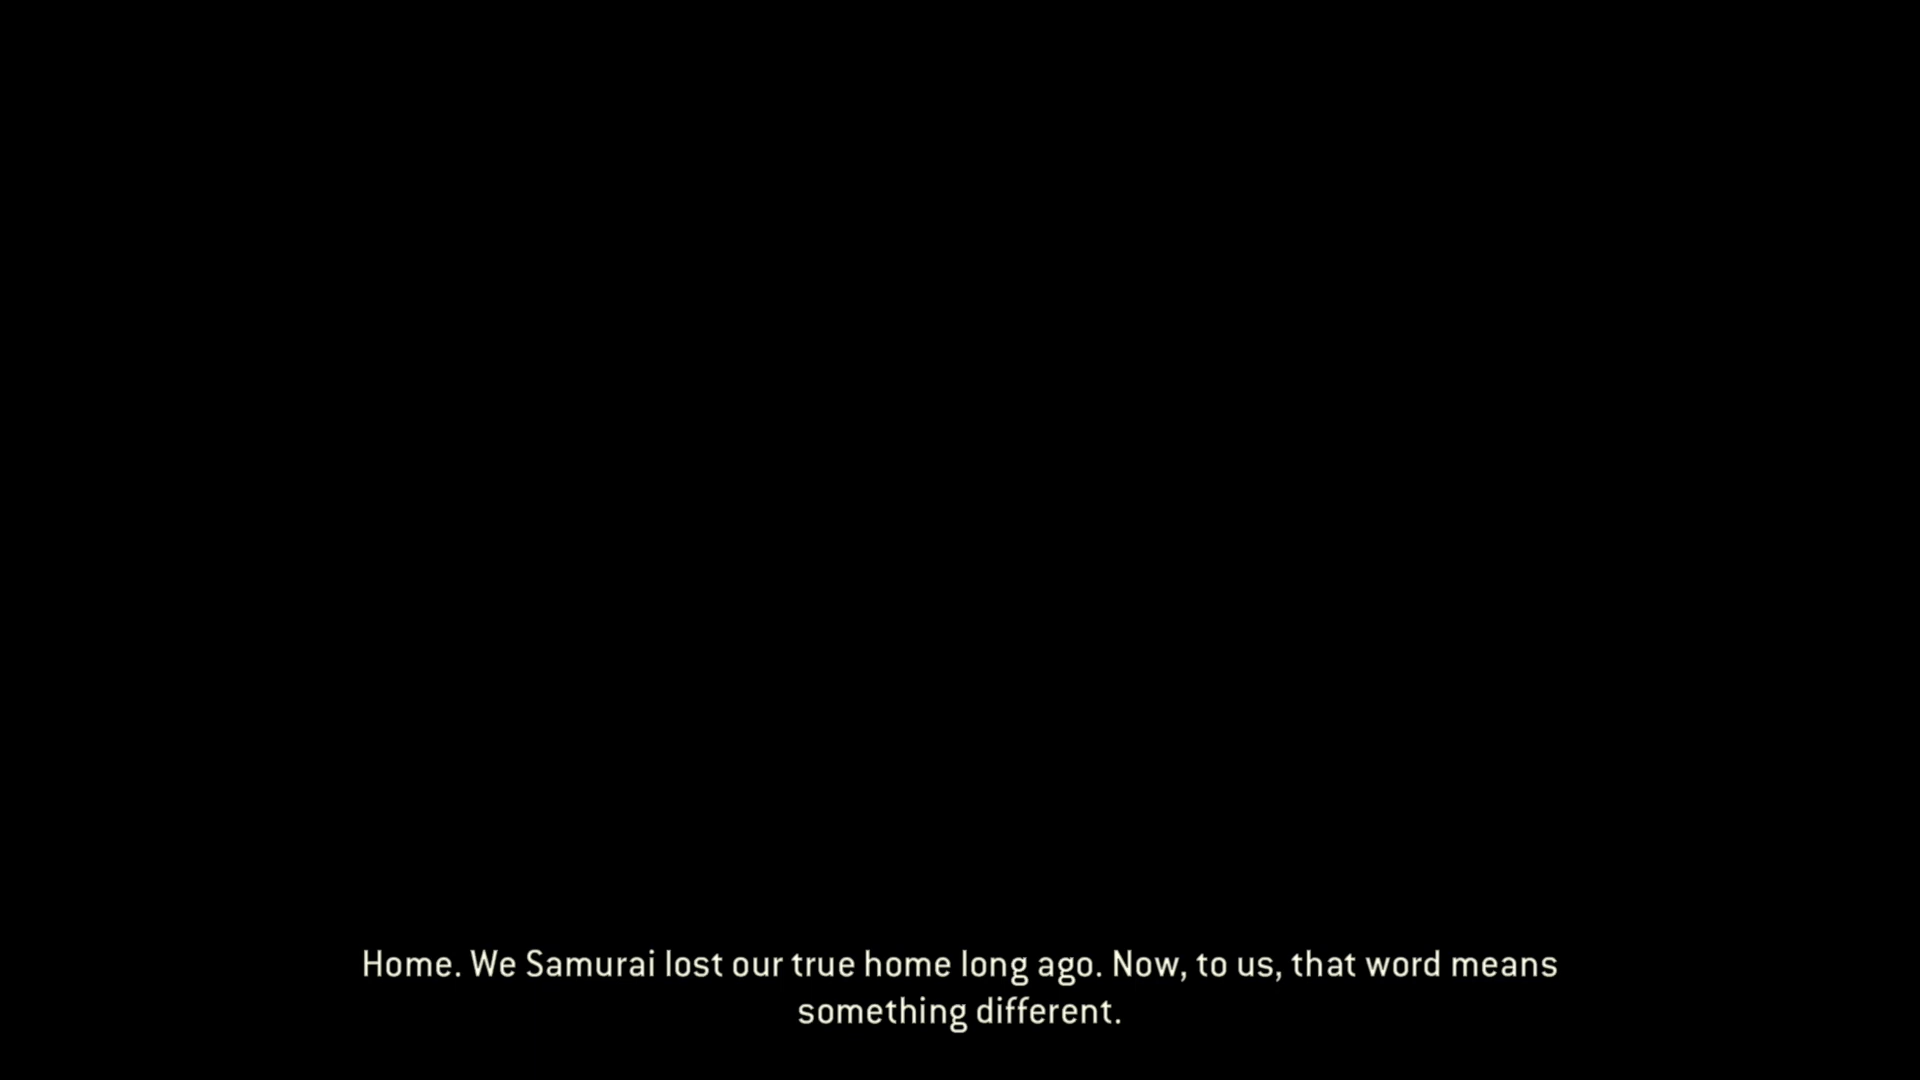 Home. We Samurai lost our true home long ago. Now, to us, that word means
something different.